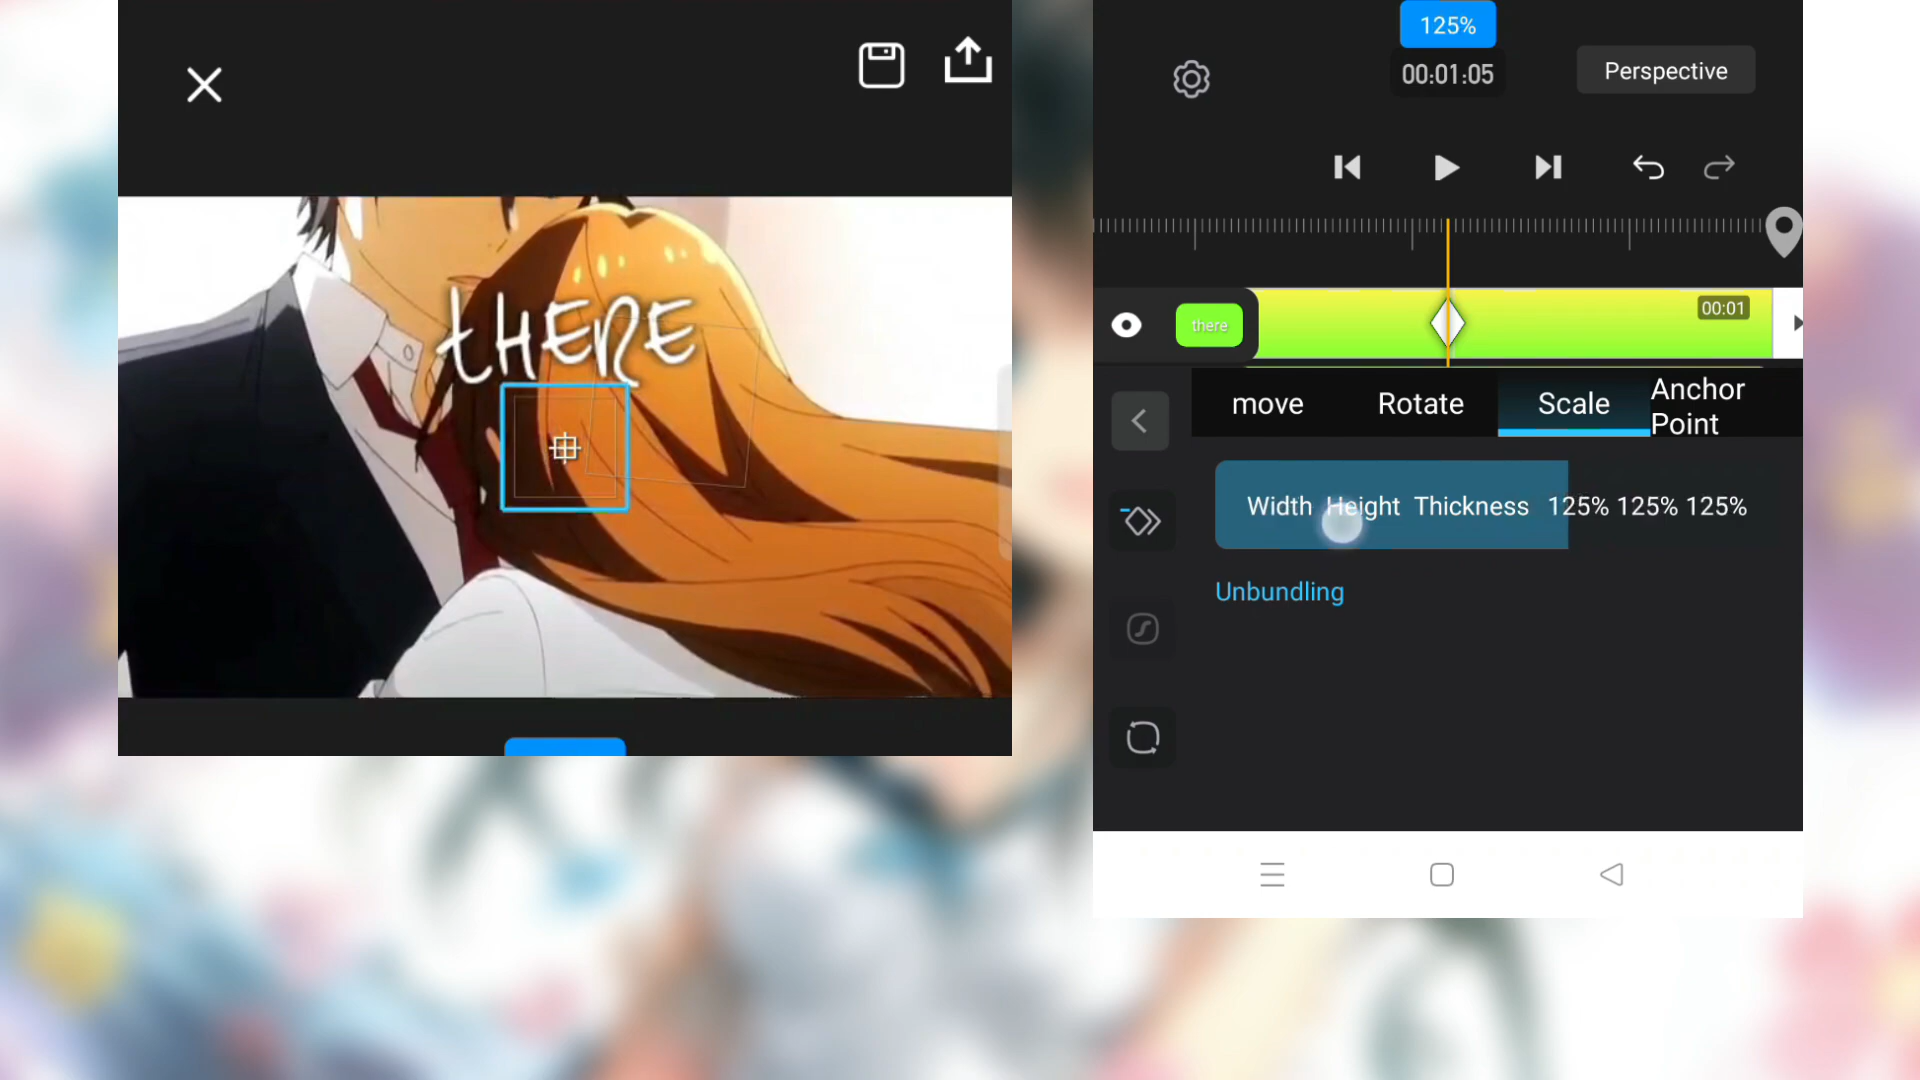 tHERE
125%
00:01:05
Perspective
there
00:01
move
Rotate
Scale
Anchor
Point
Width Height Thickness 125% 125% 125%
Unbundling